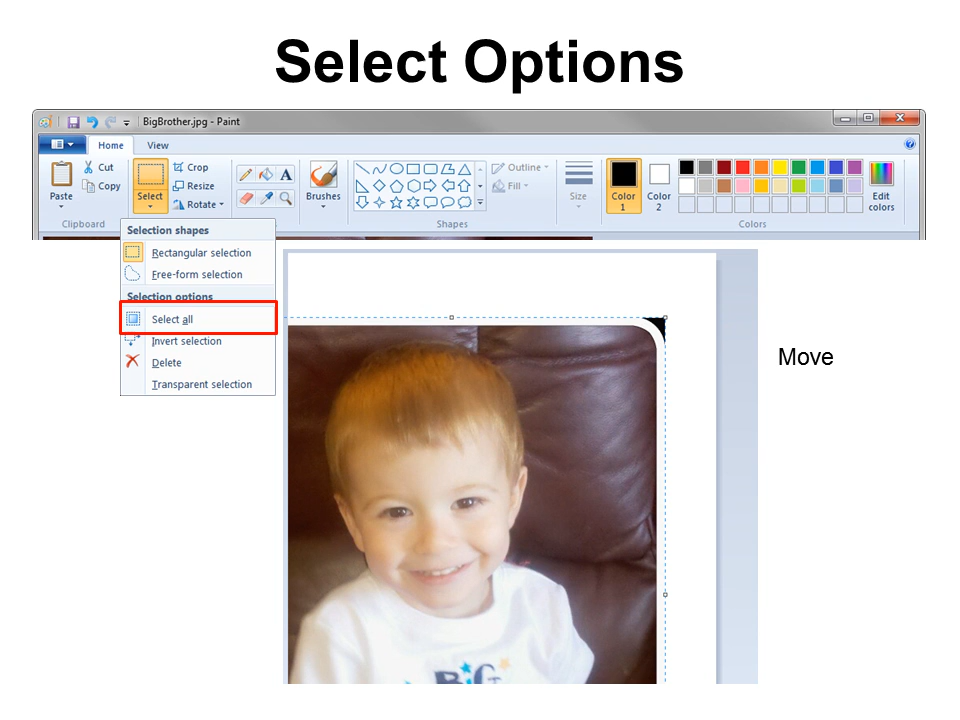 Select Options
BigBrother.jpg - Paint
Home View
Paste
Cut
Copy
Clipboard
Select
Crop
Resize
Rotate
A
Brushes
Shapes
Outline
Fill
Size
Color 1
Color 2
Colors
Edit colors
Selection shapes
Rectangular selection
Free-form selection
Selection options
Select all
Invert selection
Delete
Transparent selection
Move
BiG